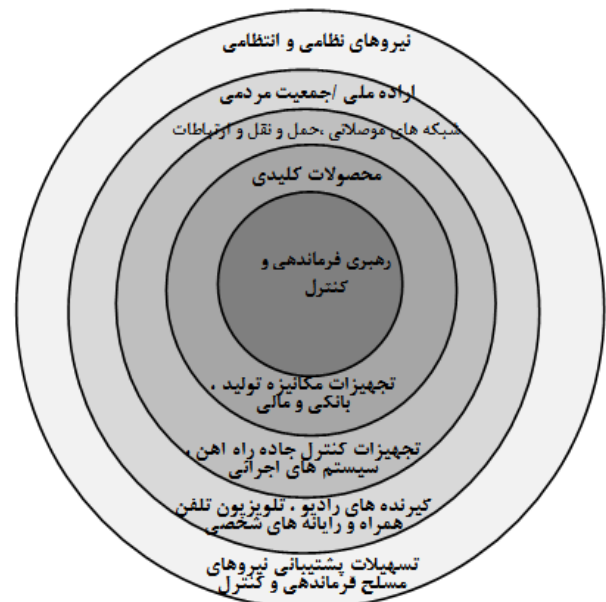 نیروهای نظامی و انتظامی
اراده ملی /جمعیت مردمی
شبکه های موصلاتی ،حمل و نقل و ارتباطات
محصولات کلیدی
رهبری فرماندهی و
کنترل
تجهیزات مکانیزه تولید ،
بانکی و مالی
تجهیزات کنترل جاده راه اهن ،
سیستم های اجرائی
گیرنده های رادیو ، تلویزیون تلفن
همراه و رایانه های شخصی
تسهیلات پشتیبانی نیروهای
مسلح فرماندهی و کنترل